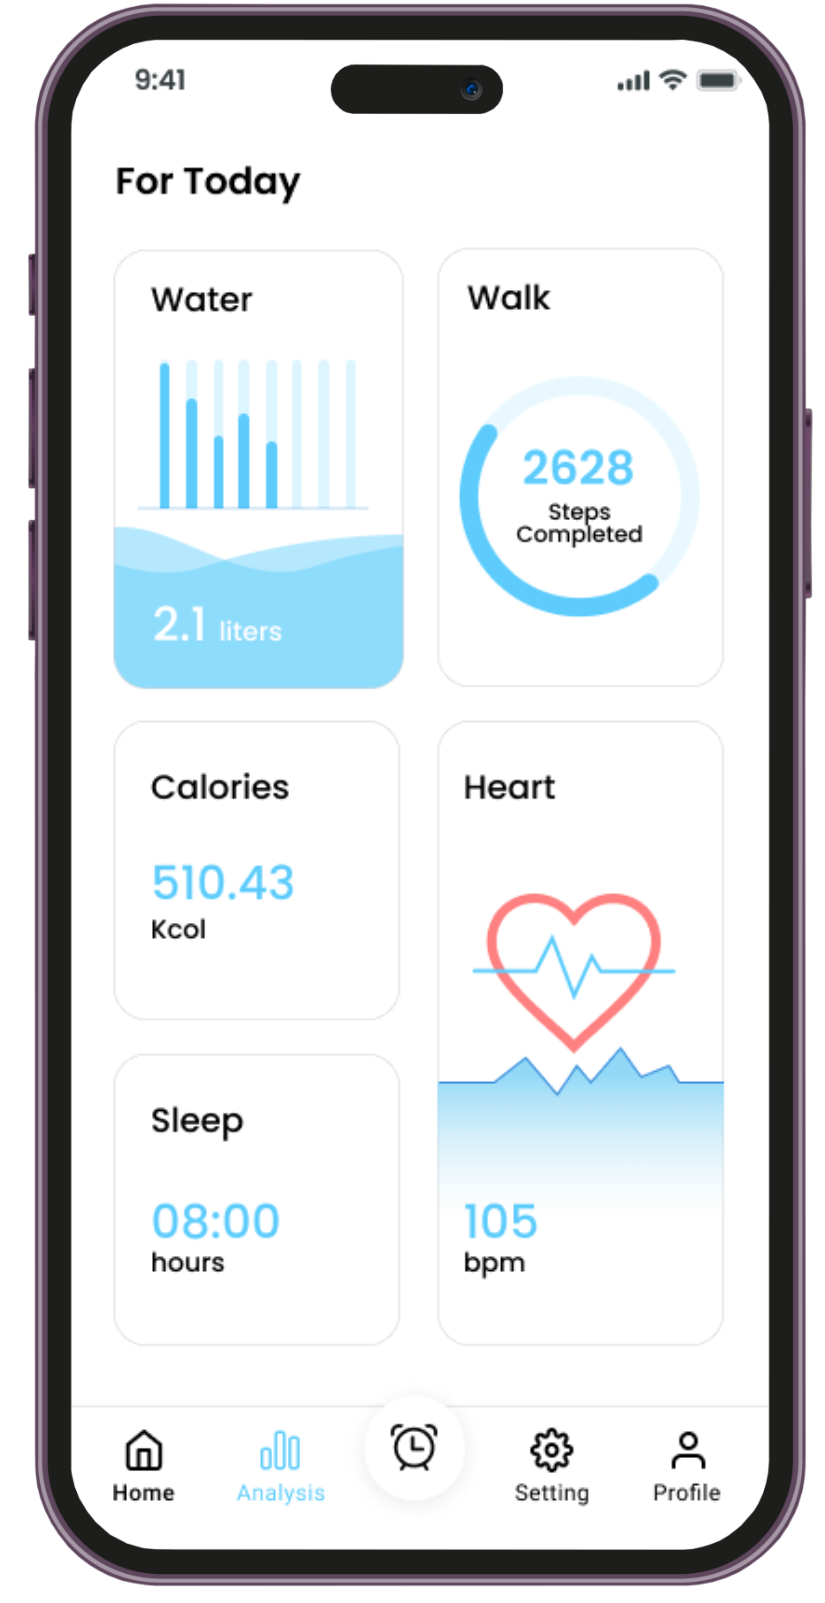 9:41
For Today
Water
2.1 liters
Walk
2628
Steps
Completed
Calories
510.43
Kcol
Heart
105
bpm
Sleep
08:00
hours
Home
Analysis
Setting
Profile